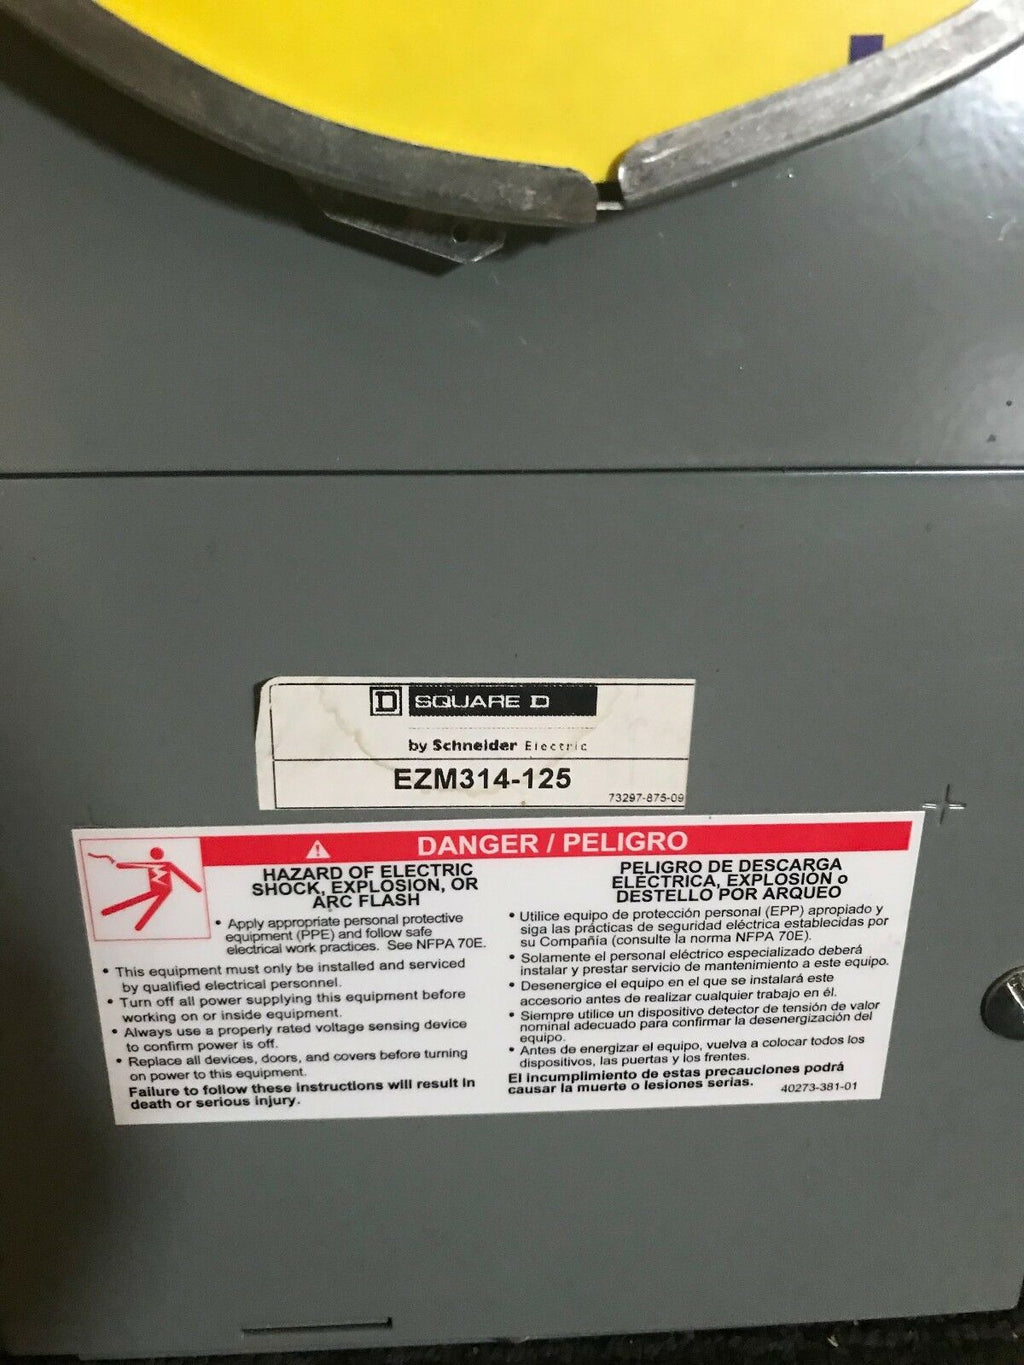 D SQUARE D
by Schneider Electric
EZM314-125
73297-875-09
DANGER / PELIGRO
HAZARD OF ELECTRIC
SHOCK, EXPLOSION, OR
ARC FLASH
• Apply appropriate personal protective
equipment (PPE) and follow safe
electrical work practices. See NFPA 70E.
• This equipment must only be installed and serviced
by qualified electrical personnel.
• Turn off all power supplying this equipment before
working on or inside equipment.
• Always use a properly rated voltage sensing device
to confirm power is off.
• Replace all devices, doors, and covers before turning
on power to this equipment.
Failure to follow these instructions will result in
death or serious injury.
PELIGRO DE DESCARGA
ELÉCTRICA, EXPLOSIÓN o
DESTELLO POR ARQUEO
• Utilice equipo de protección personal (EPP) apropiado y
siga las prácticas de seguridad eléctrica establecidas por
su Compañía (consulte la norma NFPA 70E).
• Solamente el personal eléctrico especializado deberá
instalar y prestar servicio de mantenimiento a este equipo.
• Desenergice el equipo en el que se instalará este
accesorio antes de realizar cualquier trabajo en él.
• Siempre utilice un dispositivo detector de tensión de valor
nominal adecuado para confirmar la desenergización del
equipo.
• Antes de energizar el equipo, vuelva a colocar todos los
dispositivos, las puertas y los frentes.
El incumplimiento de estas precauciones podrá
causar la muerte o lesiones serias.
40273-381-01